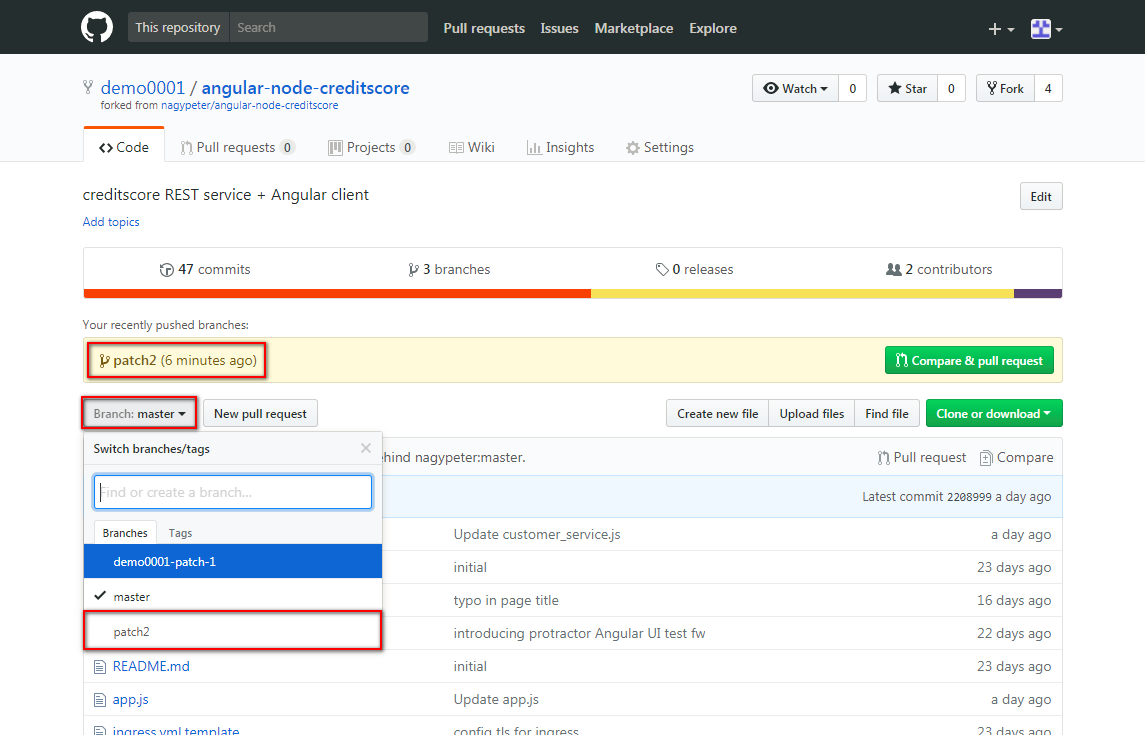 This repository Search Pull requests Issues Marketplace Explore
demo0001 / angular-node-creditscore
forked from nagypeter/angular-node-creditscore
Watch 0 Star 0 Fork 4
Code Pull requests 0 Projects 0 Wiki Insights Settings
creditscore REST service + Angular client
Edit
Add topics
47 commits 3 branches 0 releases 2 contributors
Your recently pushed branches:
patch2 (6 minutes ago) Compare & pull request
Branch: master New pull request Create new file Upload files Find file Clone or download
Switch branches/tags
ehind nagypeter:master. Pull request Compare
Find or create a branch...
Latest commit 2208999 a day ago
Branches Tags
Update customer_service.js a day ago
demo0001-patch-1
initial 23 days ago
master
typo in page title 16 days ago
patch2
introducing protractor Angular UI test fw 22 days ago
README.md initial 23 days ago
app.js Update app.js a day ago
ingress.yml.template config tls for ingress 23 days ago